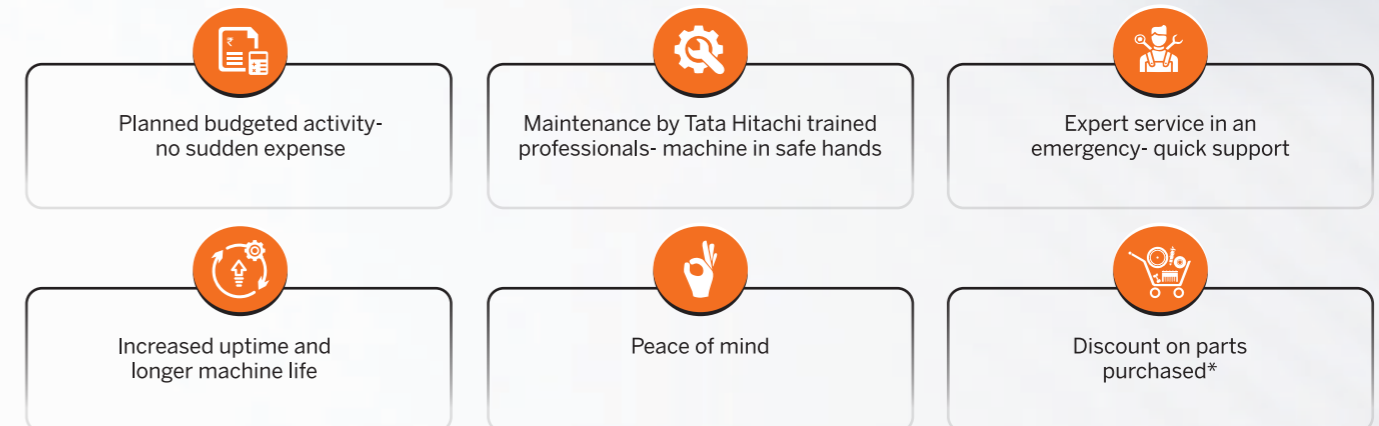 ₹
Planned budgeted activity-
no sudden expense
Maintenance by Tata Hitachi trained
professionals- machine in safe hands
Expert service in an
emergency- quick support
Increased uptime and
longer machine life
Peace of mind
Discount on parts
purchased*